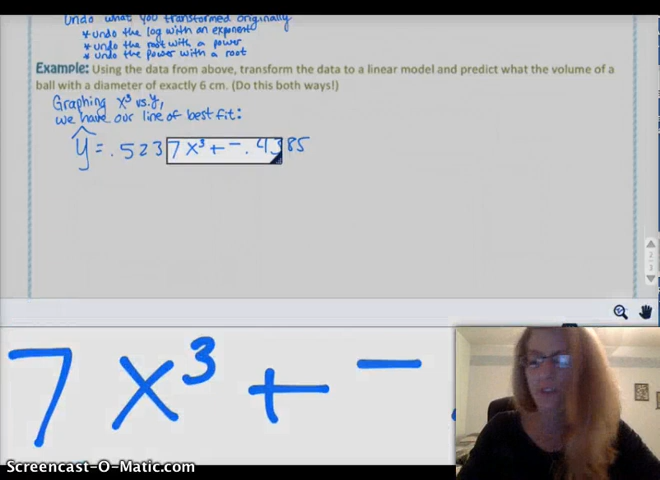 Undo what you transformed originally
* undo the log with an exponent
* undo the root with a power
* undo the power with a root
Example: Using the data from above, transform the data to a linear model and predict what the volume of a
ball with a diameter of exactly 6 cm. (Do this both ways!)
Graphing x³ vs. y,
we have our line of best fit:
ŷ = .5237x³ + -.4385
7x³ + -
Screencast-O-Matic.com